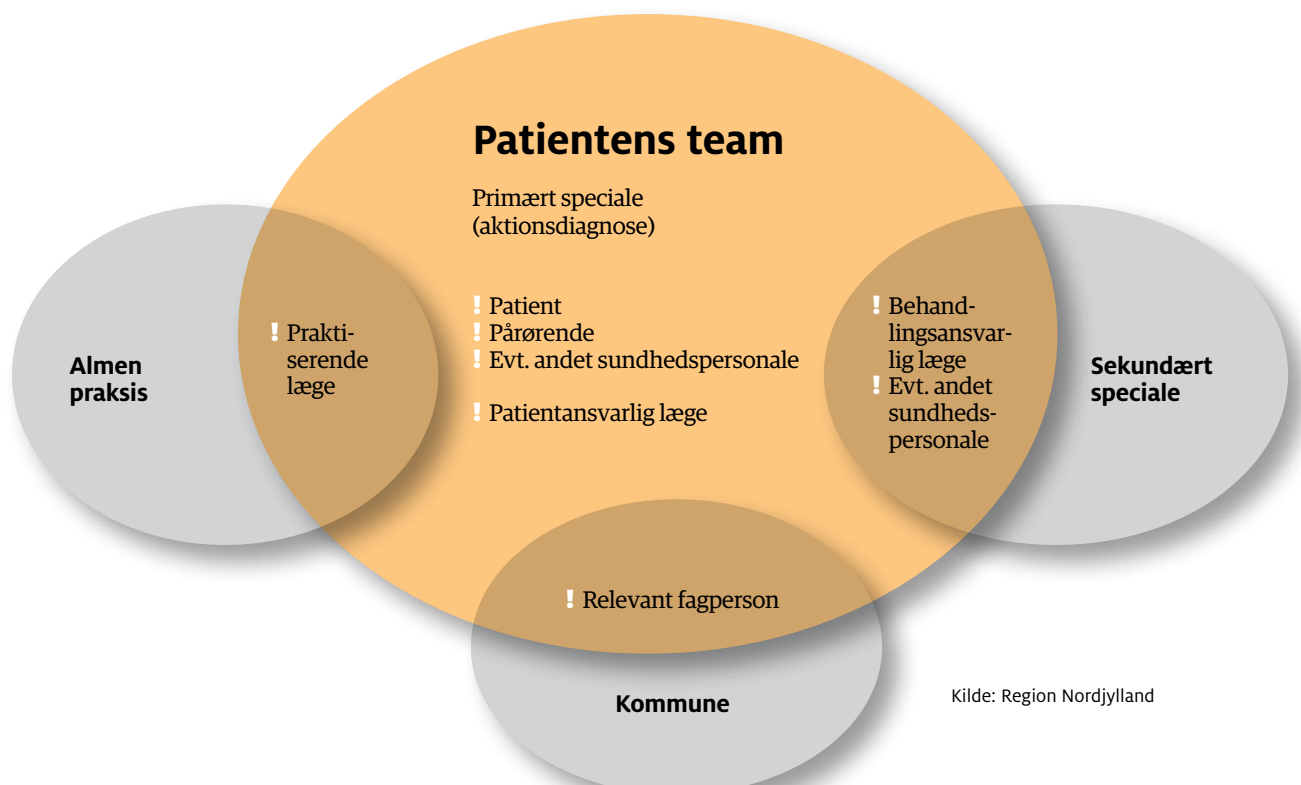 Patientens team
Primært speciale
(aktionsdiagnose)
! Patient
! Pårørende
! Evt. andet sundhedspersonale
! Patientansvarlig læge
Almen
praksis
! Prakti-
serende
læge
! Behand-
lingsansvar-
lig læge
! Evt. andet
sundheds-
personale
Sekundært
speciale
! Relevant fagperson
Kommune
Kilde: Region Nordjylland